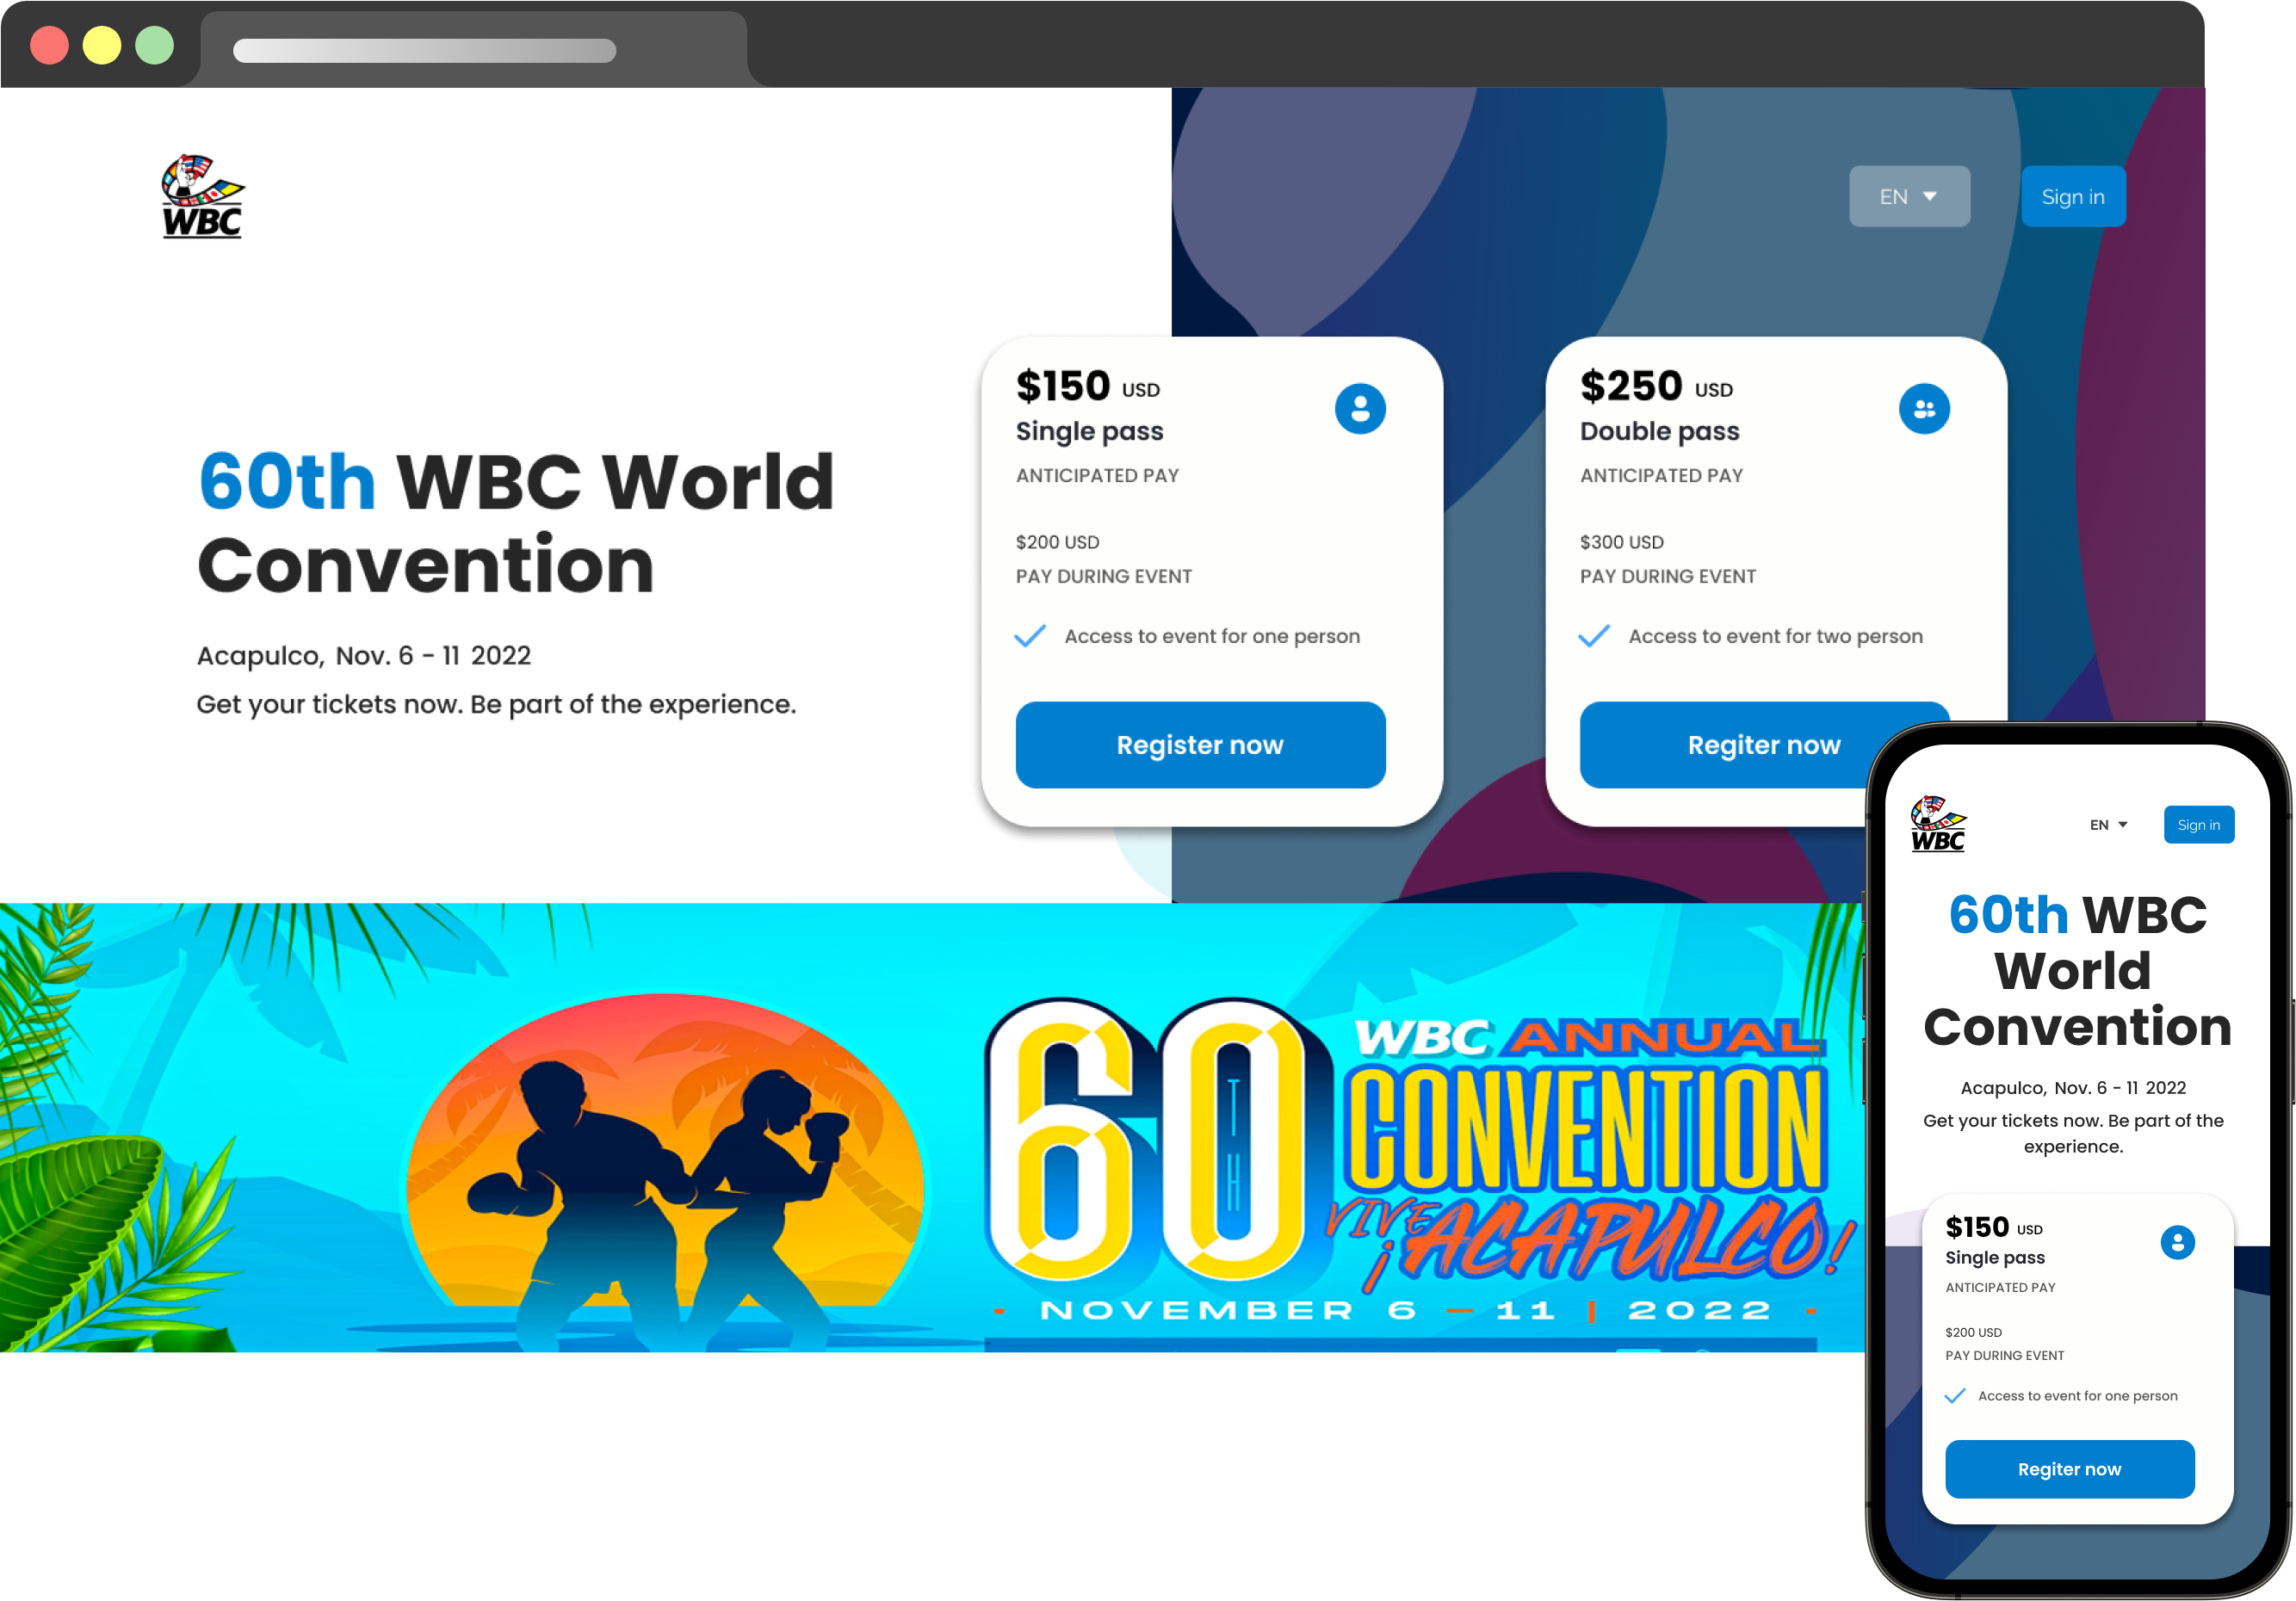 WBC
EN
Sign in
60th WBC World
Convention
Acapulco, Nov. 6 - 11 2022
Get your tickets now. Be part of the experience.
$150 USD
Single pass
ANTICIPATED PAY
$200 USD
PAY DURING EVENT
Access to event for one person
Register now
$250 USD
Double pass
ANTICIPATED PAY
$300 USD
PAY DURING EVENT
Access to event for two person
Regiter now
60TH
WBC ANNUAL
CONVENTION
VIVE
¡ACAPULCO!
- NOVEMBER 6 — 11 | 2022 -
WBC
EN
Sign in
60th WBC
World
Convention
Acapulco, Nov. 6 - 11 2022
Get your tickets now. Be part of the
experience.
$150 USD
Single pass
ANTICIPATED PAY
$200 USD
PAY DURING EVENT
Access to event for one person
Regiter now